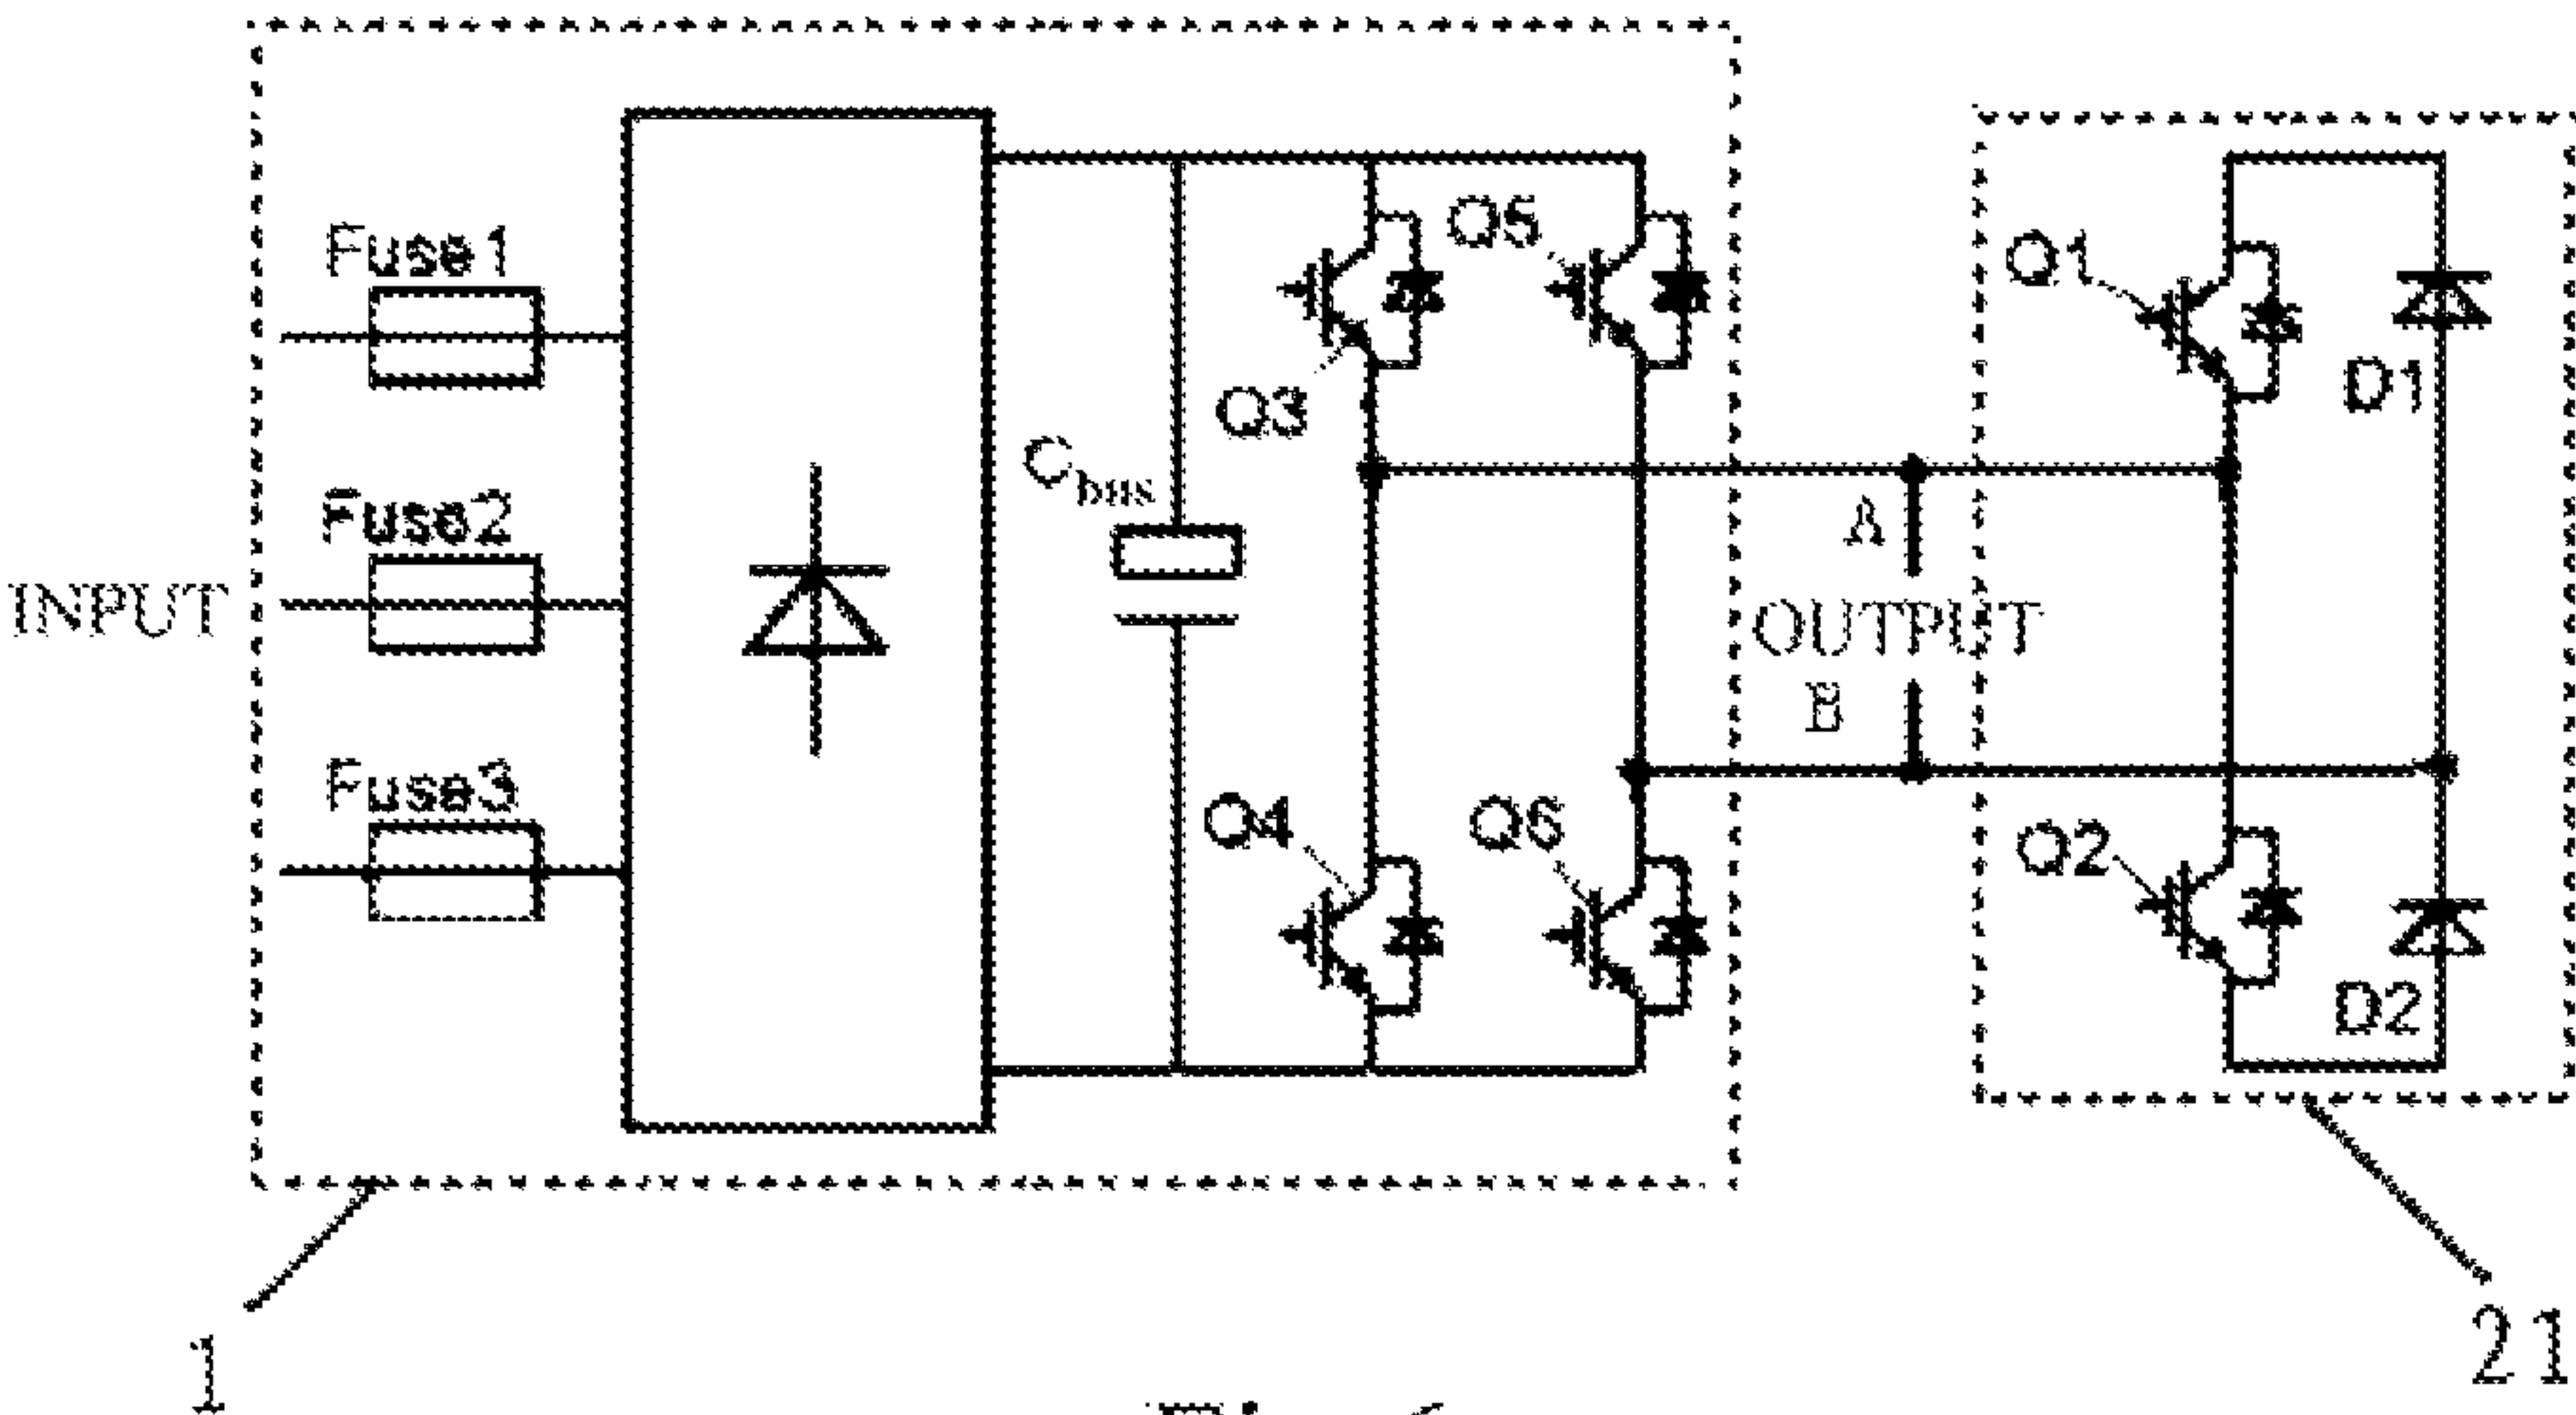 Fuse1
Fuse2
INPUT
Fuse3
Cbus
Q3
Q5
Q4
Q6
A
OUTPUT
B
Q1
D1
Q2
D2
1
21